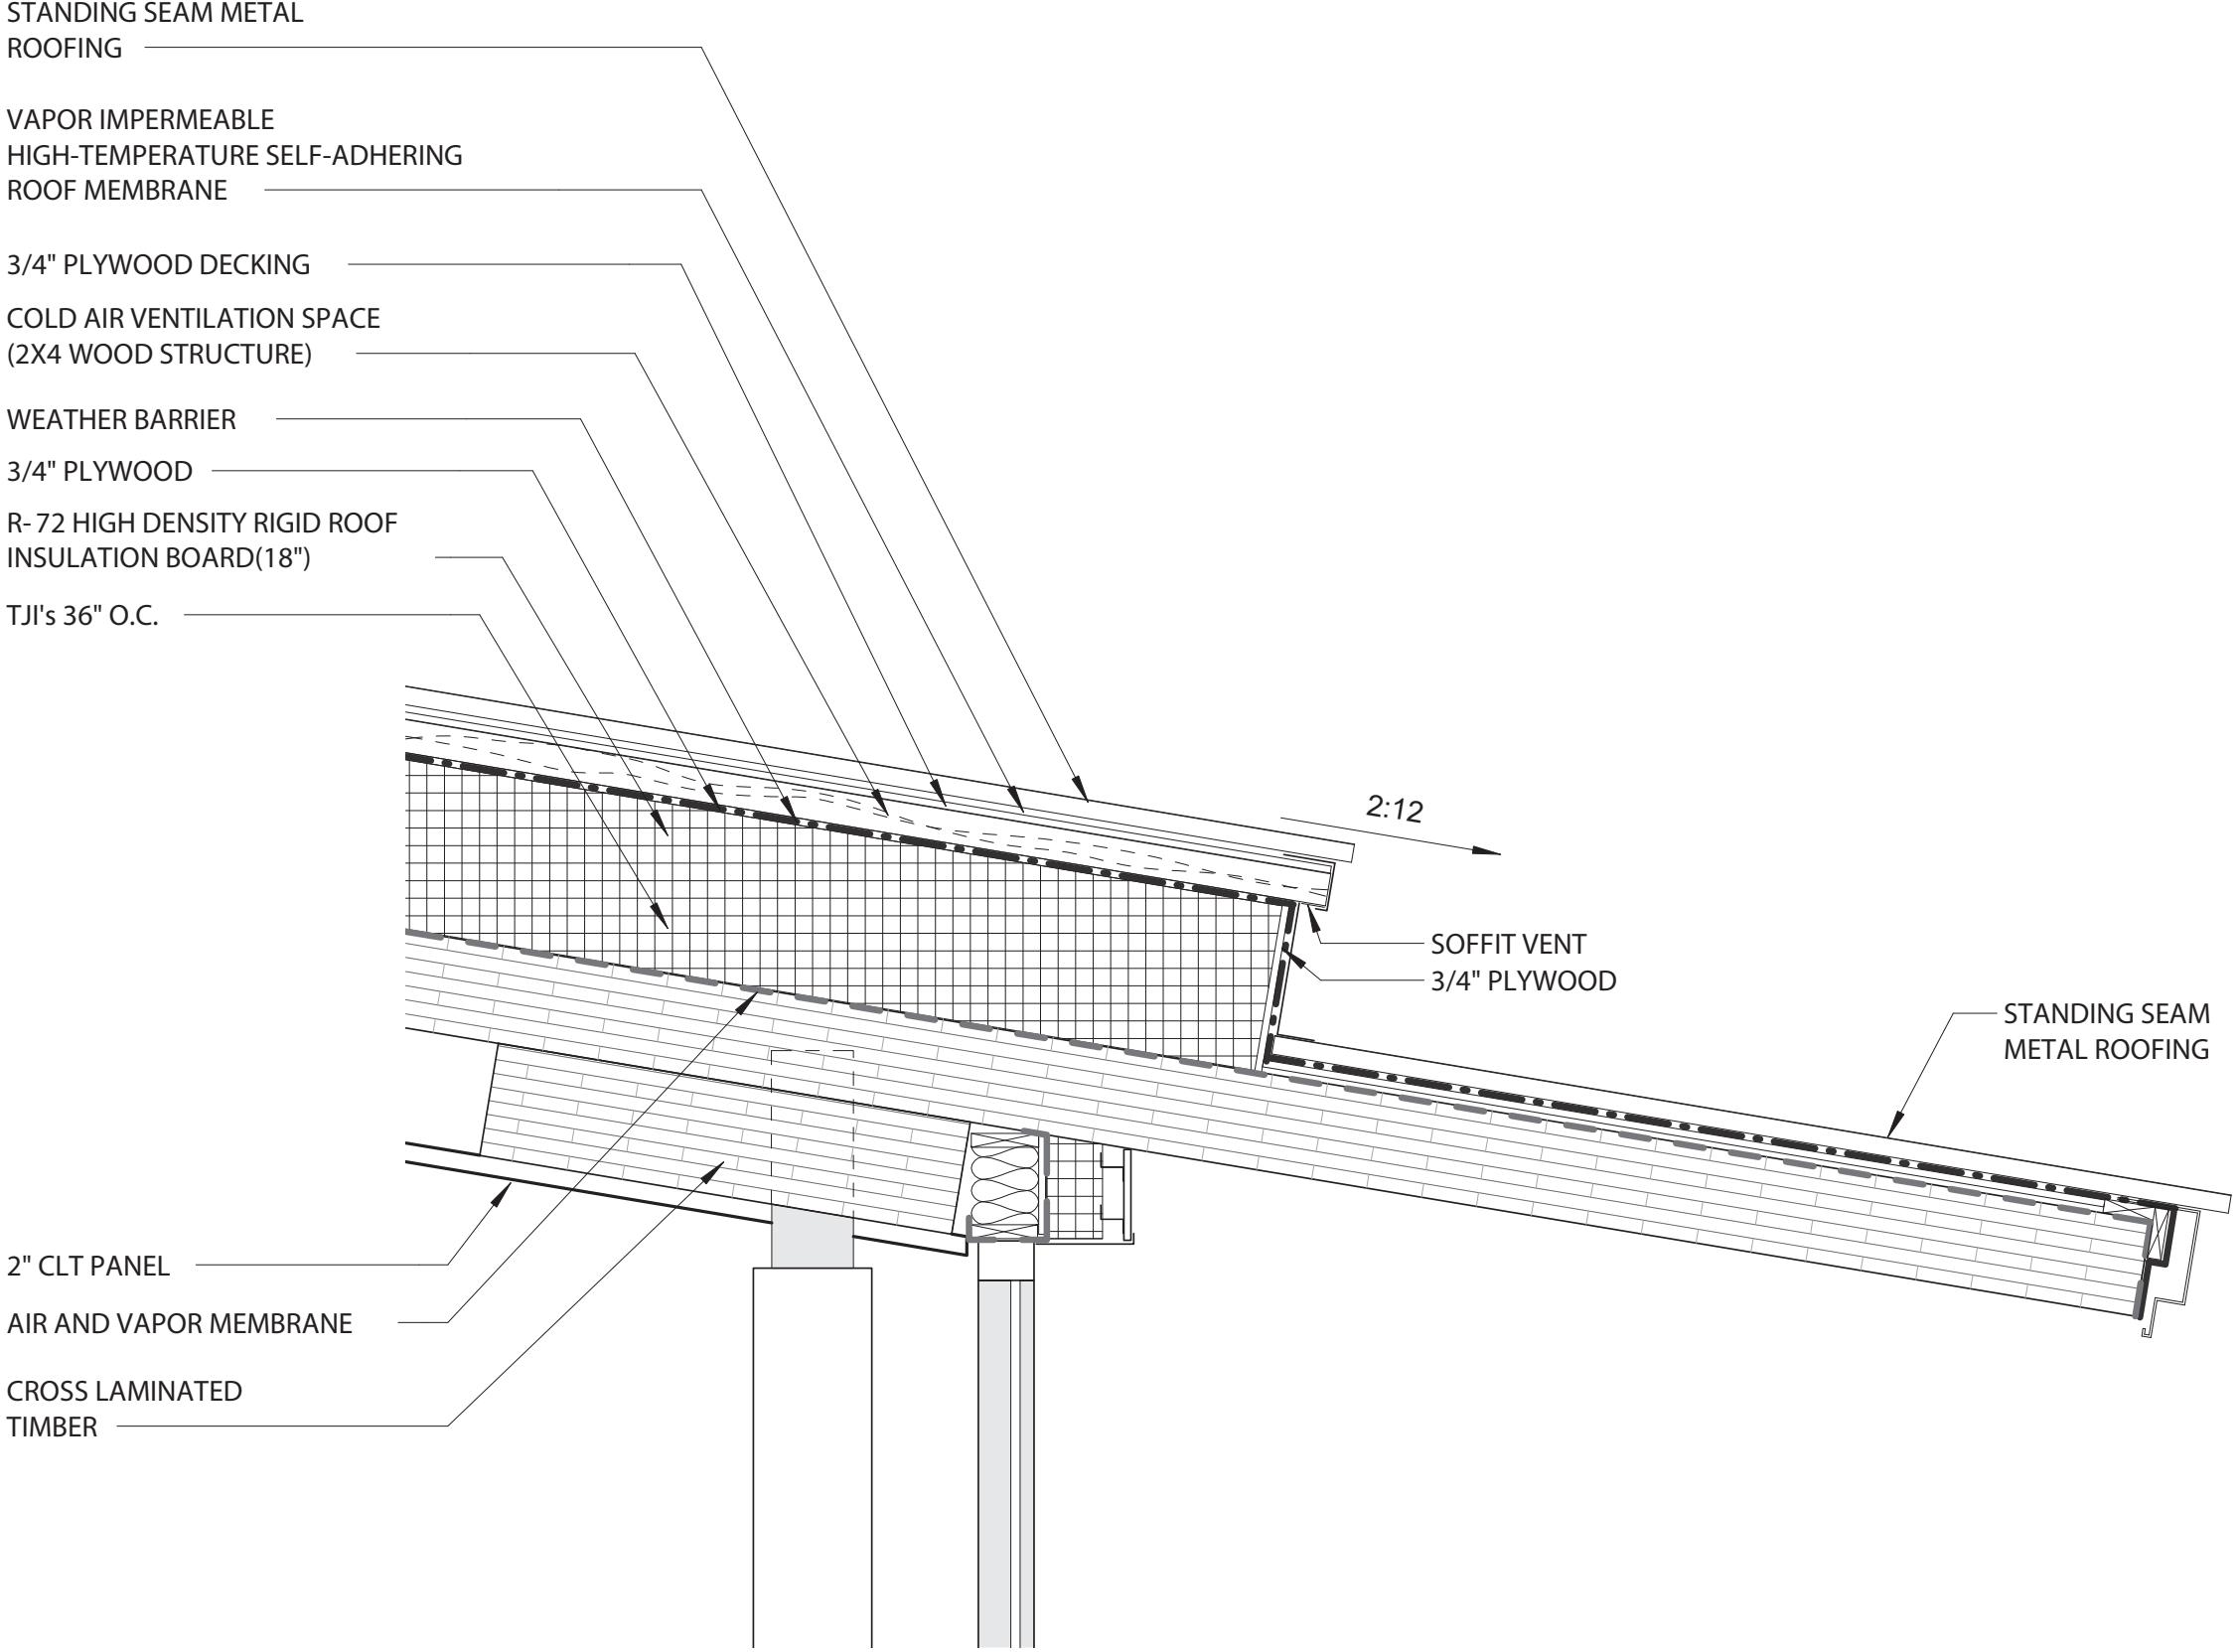 STANDING SEAM METAL
ROOFING
VAPOR IMPERMEABLE
HIGH-TEMPERATURE SELF-ADHERING
ROOF MEMBRANE
3/4" PLYWOOD DECKING
COLD AIR VENTILATION SPACE
(2X4 WOOD STRUCTURE)
WEATHER BARRIER
3/4" PLYWOOD
R- 72 HIGH DENSITY RIGID ROOF
INSULATION BOARD(18")
TJI's 36" O.C.
2:12
SOFFIT VENT
3/4" PLYWOOD
STANDING SEAM
METAL ROOFING
2" CLT PANEL
AIR AND VAPOR MEMBRANE
CROSS LAMINATED
TIMBER